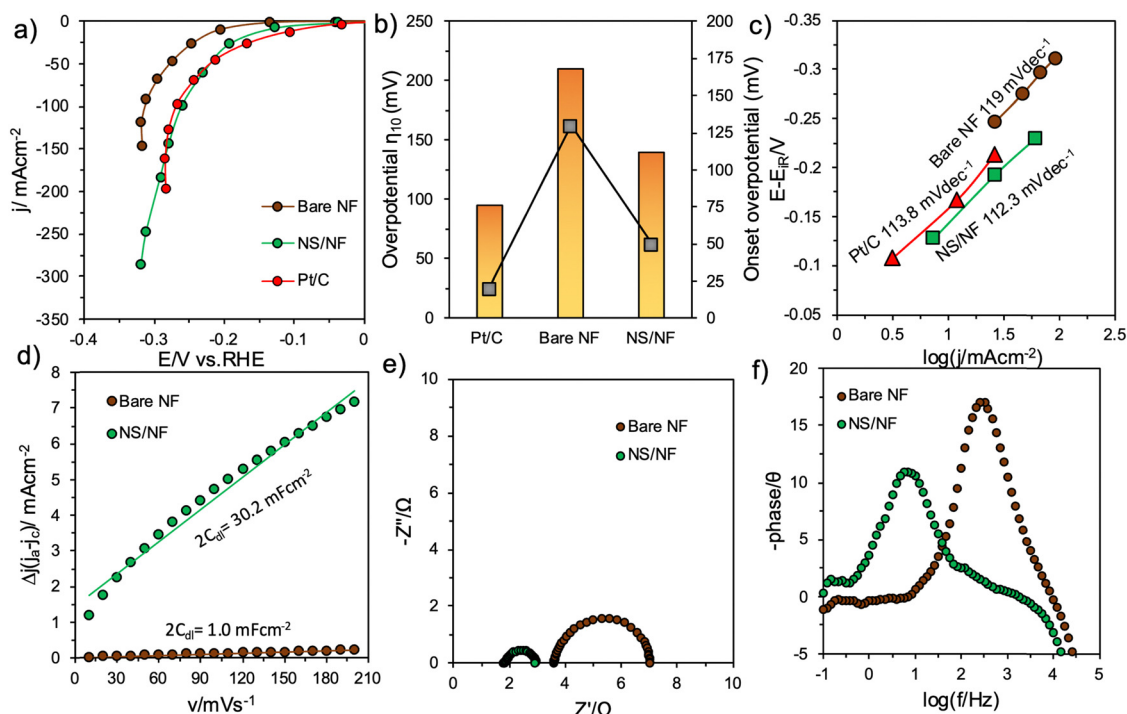 a)
0
-50
-100
-150
-200
-250
-300
-350
j/ mAcm-2
-0.4
-0.3
-0.2
-0.1
0
E/V vs.RHE
Bare NF
NS/NF
Pt/C
b)
250
200
150
100
50
0
Overpotential η10 (mV)
200
175
150
125
100
75
50
25
0
Onset overpotential (mV)
Pt/C
Bare NF
NS/NF
c)
-0.3
-0.25
-0.2
-0.15
-0.1
-0.05
E-EiR/V
Bare NF 119 mVdec-1
Pt/C 113.8 mVdec-1
NS/NF 112.3 mVdec-1
0
0.5
1
1.5
2
2.5
log(j/mAcm-2)
d)
8
7
6
5
4
3
2
1
0
Δj(ja-jc)/ mAcm-2
Bare NF
NS/NF
2Cdl= 30.2 mFcm-2
2Cdl= 1.0 mFcm-2
0
30
60
90
120
150
180
210
v/mVs-1
e)
10
8
6
4
2
0
-Z''/Ω
Bare NF
NS/NF
0
2
4
6
8
10
Z'/Ω
f)
20
15
10
5
0
-5
-phase/θ
Bare NF
NS/NF
-1
0
1
2
3
4
5
log(f/Hz)